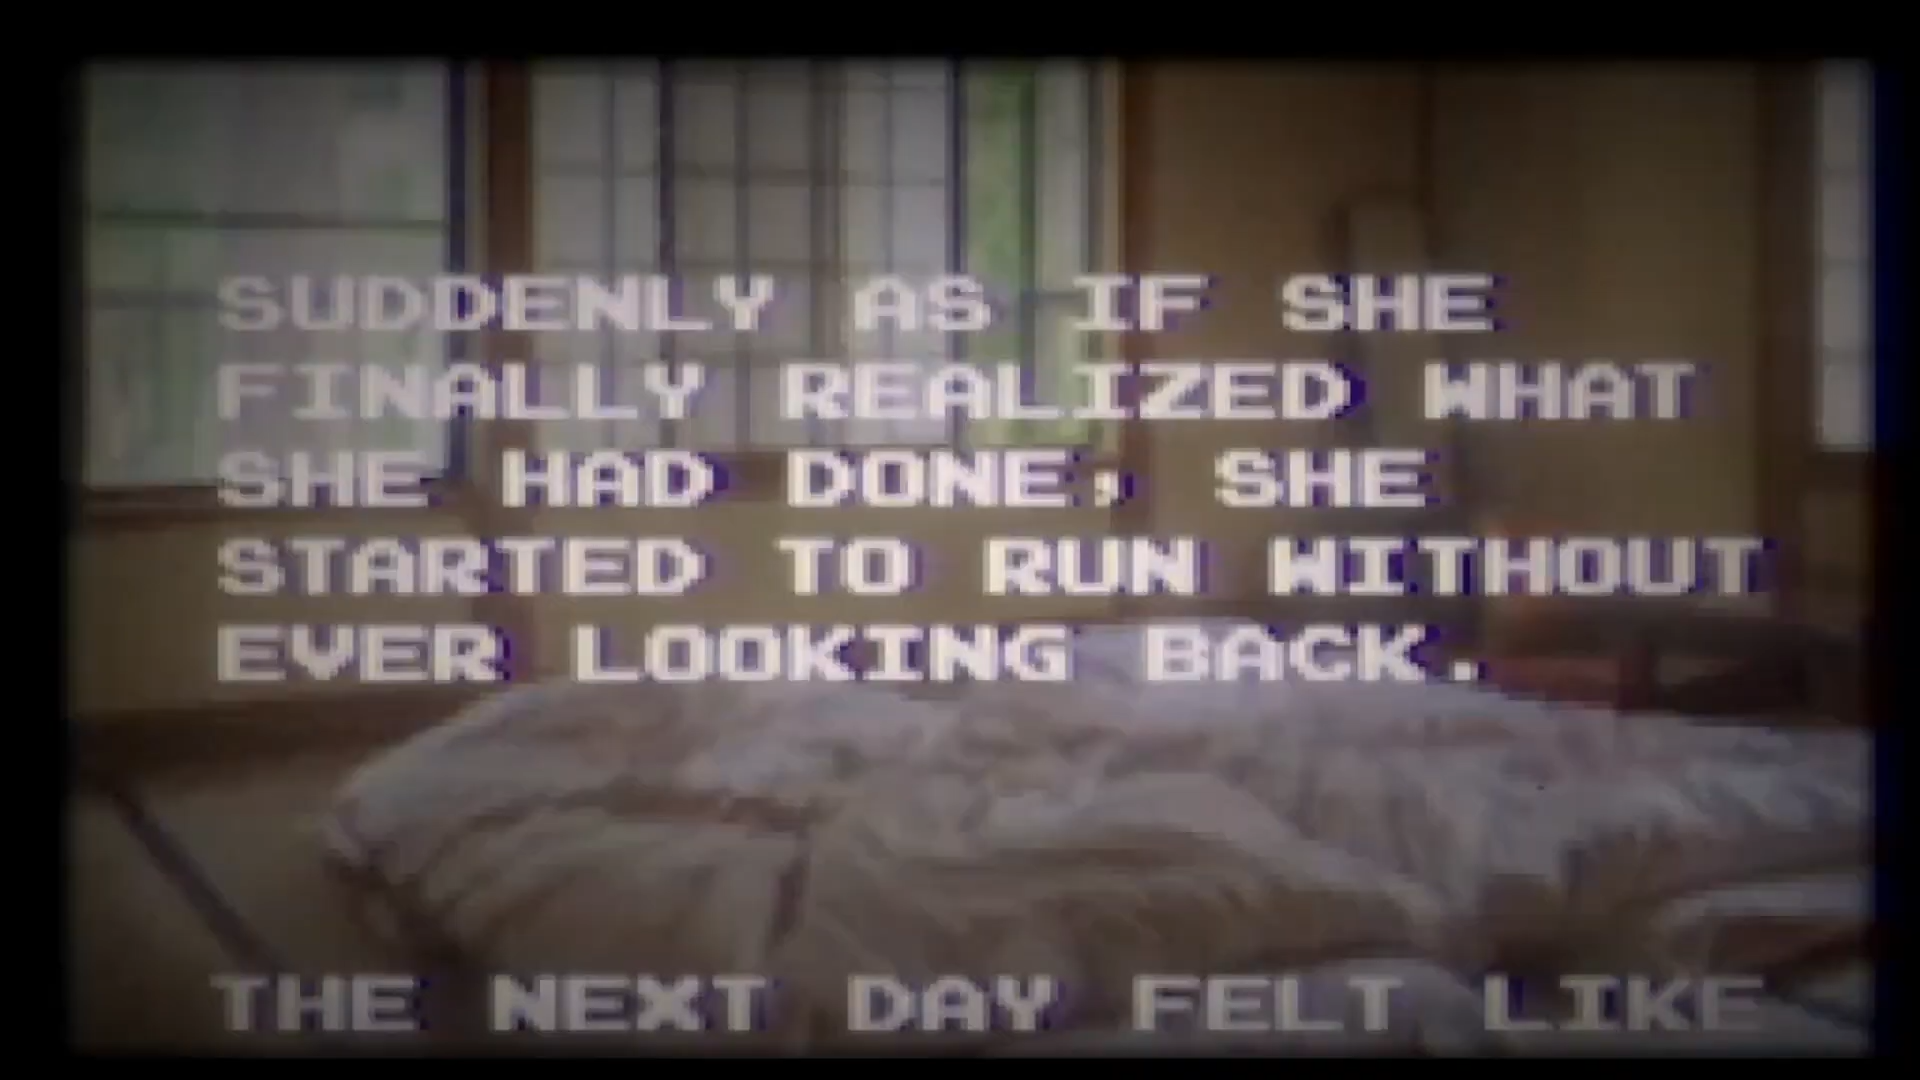 SUDDENLY AS IF SHE
FINALLY REALIZED WHAT
SHE HAD DONE; SHE
STARTED TO RUN WITHOUT
EVER LOOKING BACK.
THE NEXT DAY FELT LIKE